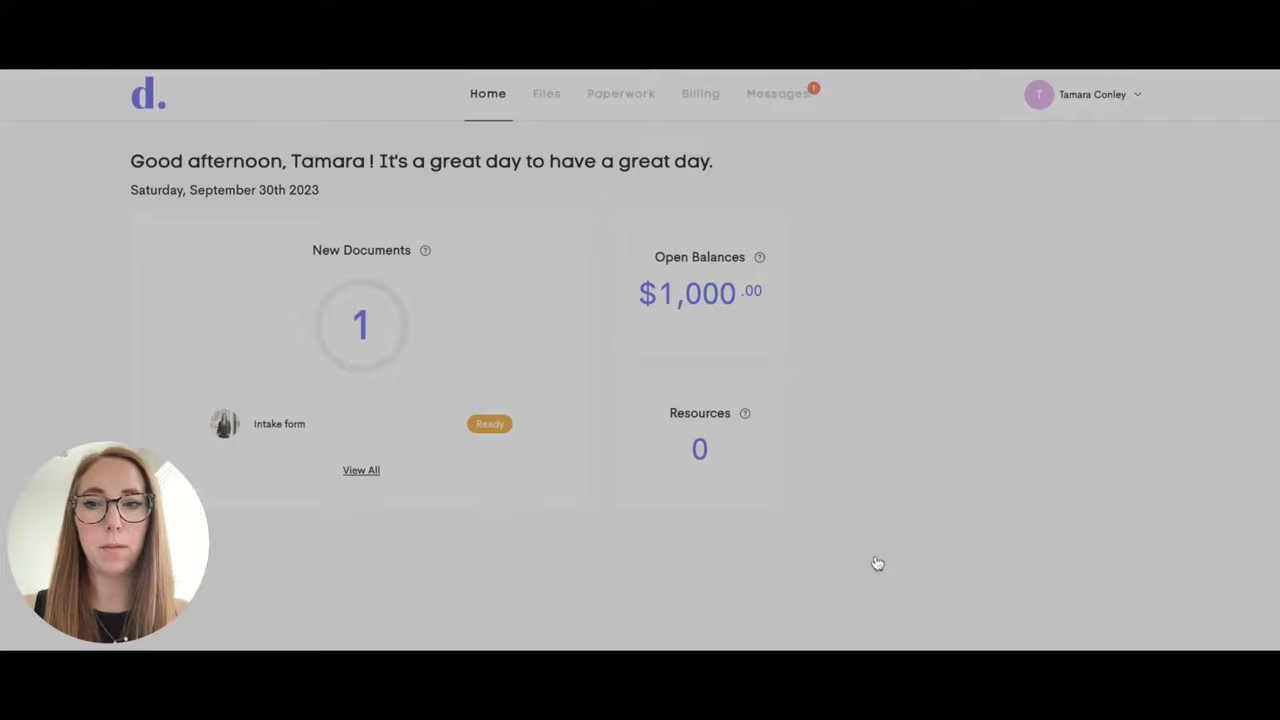 d.
Home Files Paperwork Billing Messages 1
T Tamara Conley
Good afternoon, Tamara ! It's a great day to have a great day.
Saturday, September 30th 2023
New Documents ?
1
Intake form Ready
View All
Open Balances ?
$1,000 .00
Resources ?
0